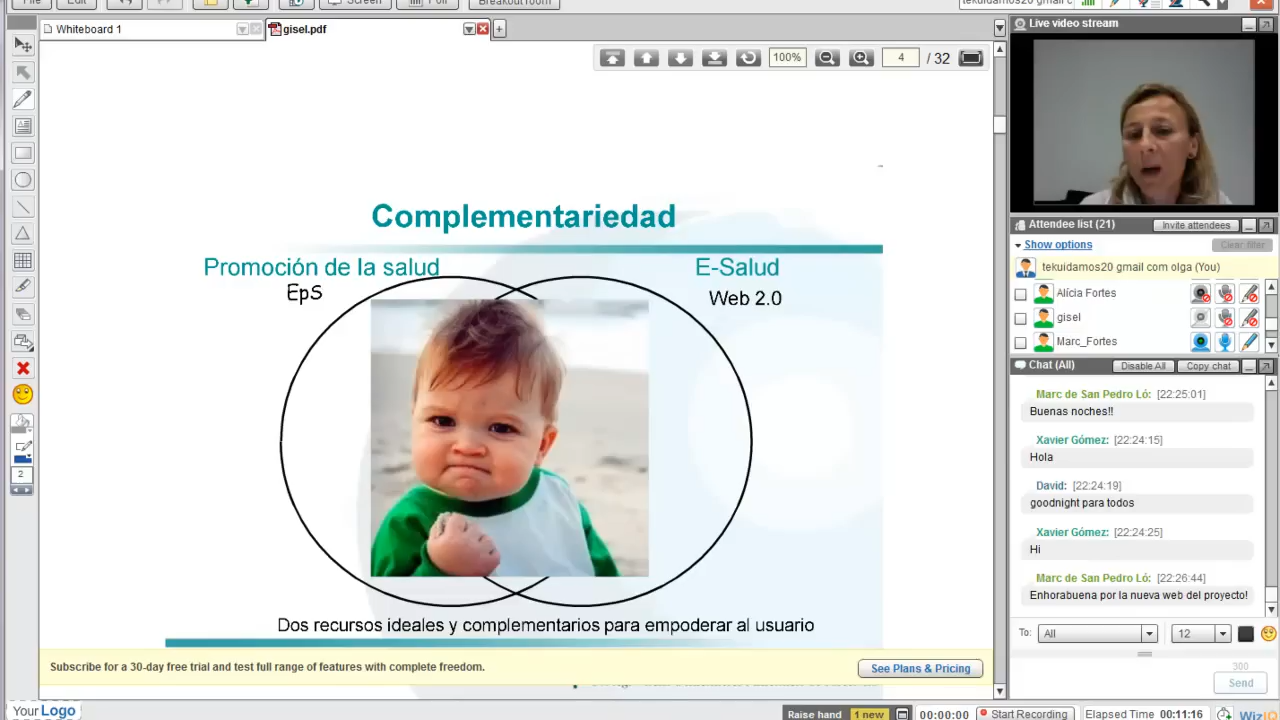 File
Edit
Screen
Poll
Breakout room
Whiteboard 1
gisel.pdf
100%
4 / 32
Complementariedad
Promoción de la salud
E-Salud
EpS
Web 2.0
Dos recursos ideales y complementarios para empoderar al usuario
Subscribe for a 30-day free trial and test full range of features with complete freedom.
See Plans & Pricing
2
Your Logo
Live video stream
Attendee list (21)
Invite attendees
Show options
Clear filter
tekuidamos20 gmail com olga (You)
Alícia Fortes
gisel
Marc_Fortes
Chat (All)
Disable All
Copy chat
Marc de San Pedro Ló: [22:25:01]
Buenas noches!!
Xavier Gómez: [22:24:15]
Hola
David: [22:24:19]
goodnight para todos
Xavier Gómez: [22:24:25]
Hi
Marc de San Pedro Ló: [22:26:44]
Enhorabuena por la nueva web del proyecto!
To: All
12
300
Send
Raise hand
1 new
00:00:00
Start Recording
Elapsed Time 00:11:16
WizIQ